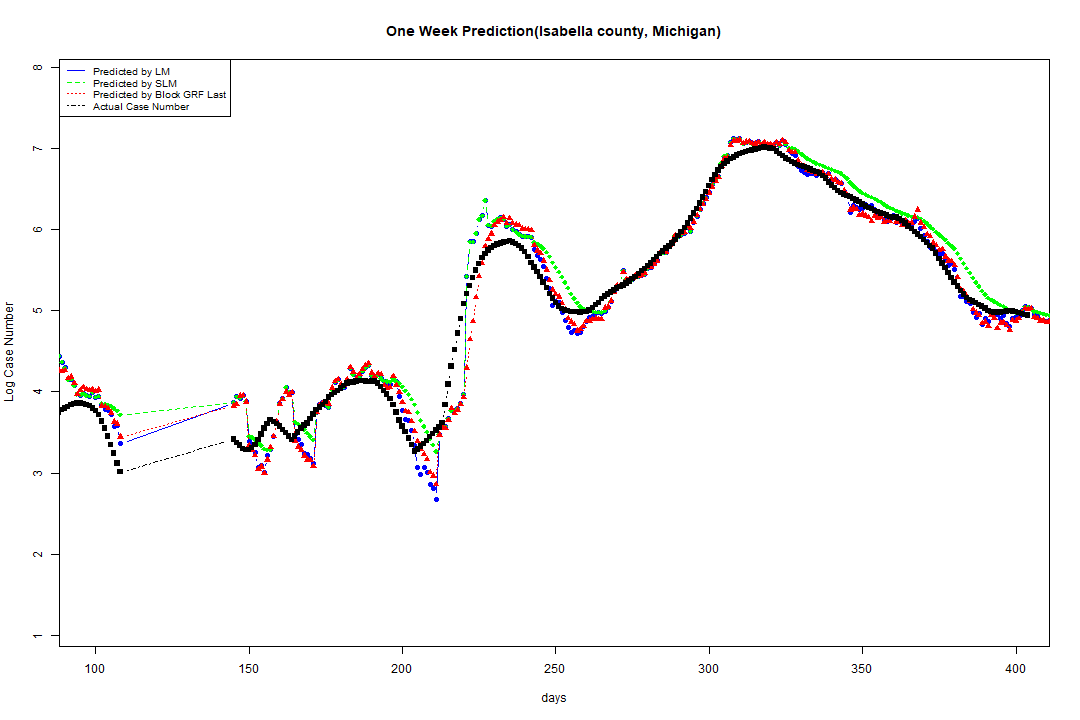 One Week Prediction(Isabella county, Michigan)
Predicted by LM
Predicted by SLM
Predicted by Block GRF Last
Actual Case Number
Log Case Number
8
7
6
5
4
3
2
1
100 150 200 250 300 350 400
days